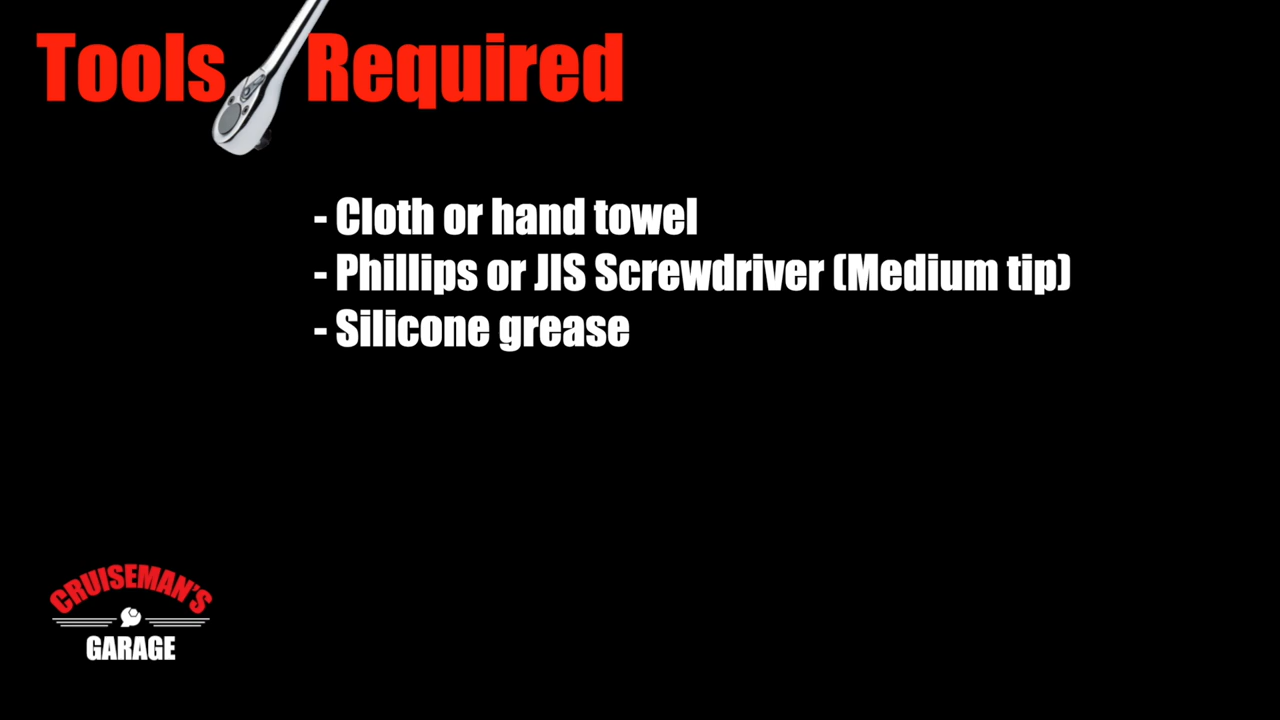 Tools Required
- Cloth or hand towel
- Phillips or JIS Screwdriver (Medium tip)
- Silicone grease
CRUISEMAN'S
GARAGE